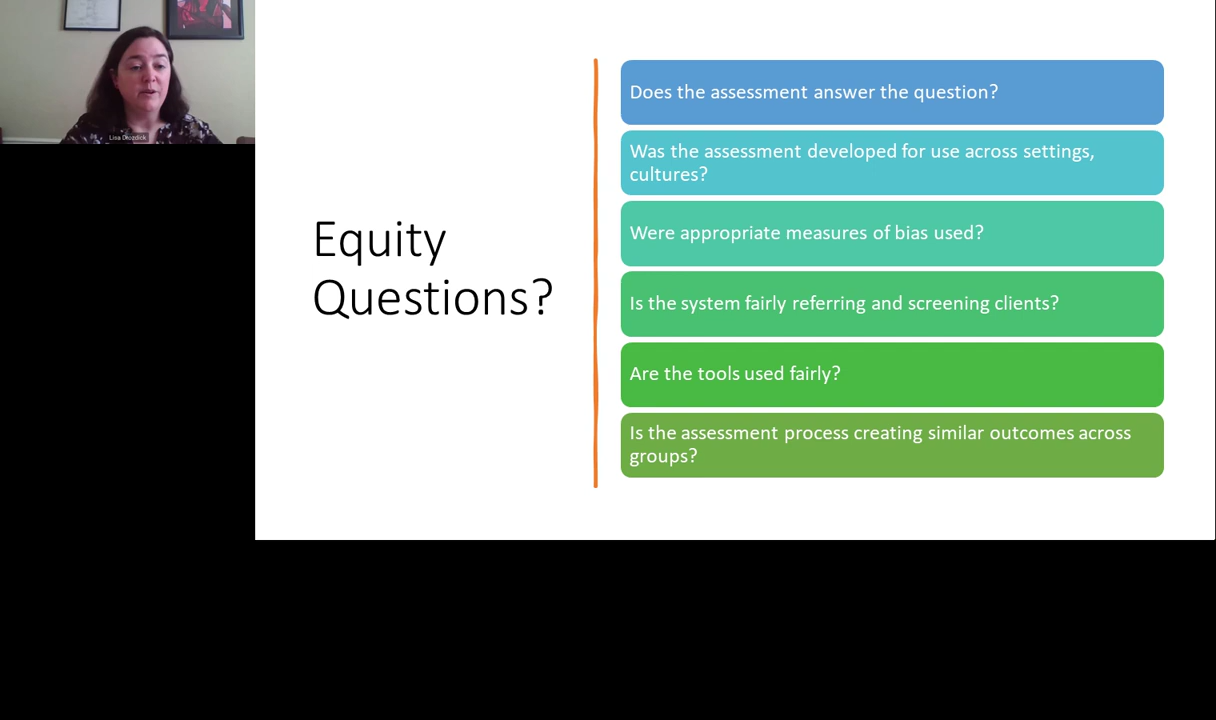 Lisa Drozdick
Equity
Questions?
Does the assessment answer the question?
Was the assessment developed for use across settings,
cultures?
Were appropriate measures of bias used?
Is the system fairly referring and screening clients?
Are the tools used fairly?
Is the assessment process creating similar outcomes across
groups?